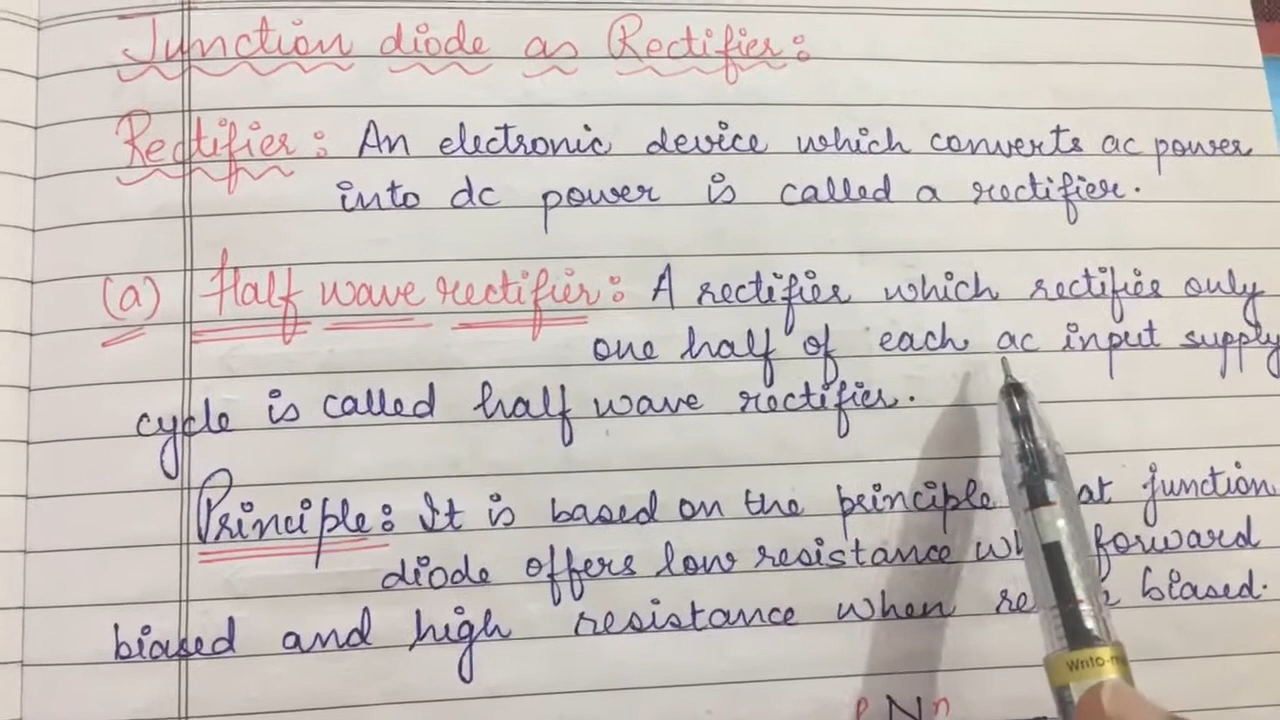 Junction diode as Rectifier:
Rectifier: An electronic device which converts ac power
into dc power is called a rectifier.
(a) Half wave rectifier: A rectifier which rectifies only
one half of each ac input supply
cycle is called half wave rectifier.
Principle: It is based on the principle at junction
diode offers low resistance forward
biased and high resistance when biased.
P N n
Write-m